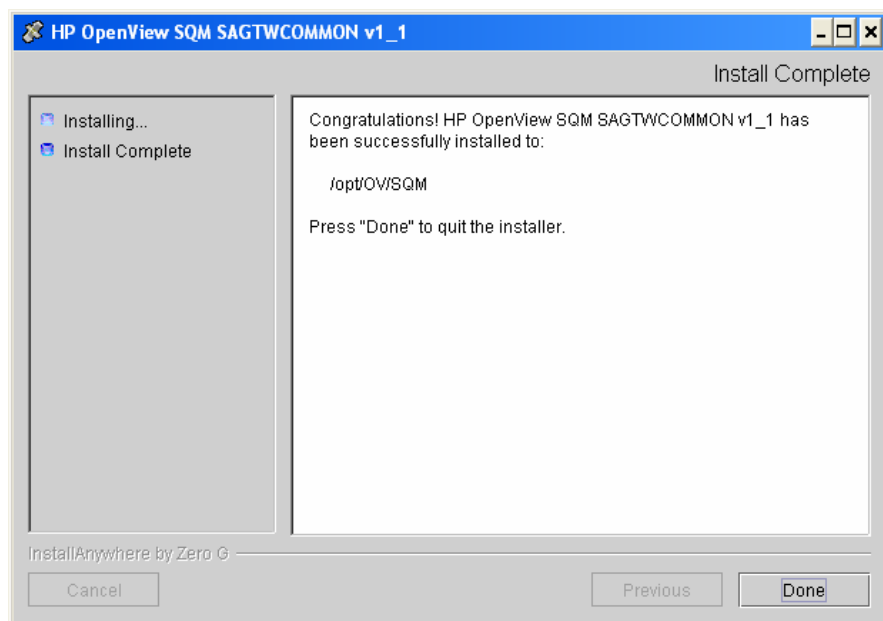 HP OpenView SQM SAGTWCOMMON v1_1
Install Complete
Installing...
Install Complete
Congratulations! HP OpenView SQM SAGTWCOMMON v1_1 has
been successfully installed to:
/opt/OV/SQM
Press "Done" to quit the installer.
InstallAnywhere by Zero G
Cancel
Previous
Done